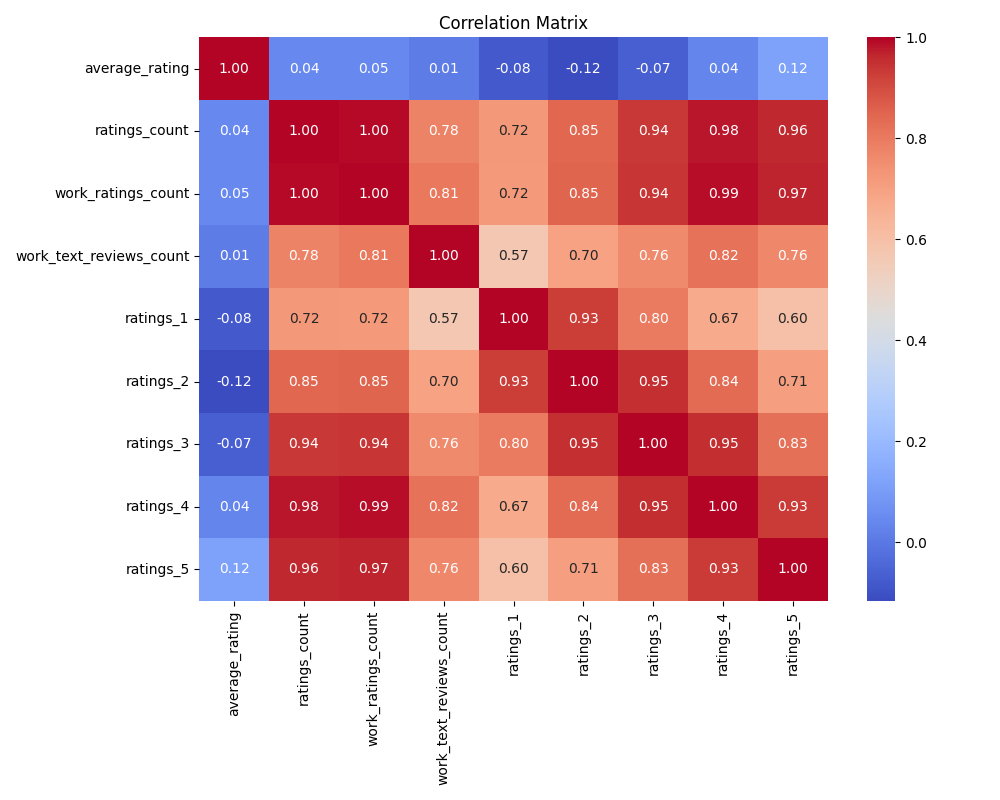 Correlation Matrix
average_rating 1.00 0.04 0.05 0.01 -0.08 -0.12 -0.07 0.04 0.12
ratings_count 0.04 1.00 1.00 0.78 0.72 0.85 0.94 0.98 0.96
work_ratings_count 0.05 1.00 1.00 0.81 0.72 0.85 0.94 0.99 0.97
work_text_reviews_count 0.01 0.78 0.81 1.00 0.57 0.70 0.76 0.82 0.76
ratings_1 -0.08 0.72 0.72 0.57 1.00 0.93 0.80 0.67 0.60
ratings_2 -0.12 0.85 0.85 0.70 0.93 1.00 0.95 0.84 0.71
ratings_3 -0.07 0.94 0.94 0.76 0.80 0.95 1.00 0.95 0.83
ratings_4 0.04 0.98 0.99 0.82 0.67 0.84 0.95 1.00 0.93
ratings_5 0.12 0.96 0.97 0.76 0.60 0.71 0.83 0.93 1.00
average_rating
ratings_count
work_ratings_count
work_text_reviews_count
ratings_1
ratings_2
ratings_3
ratings_4
ratings_5
1.0
0.8
0.6
0.4
0.2
0.0